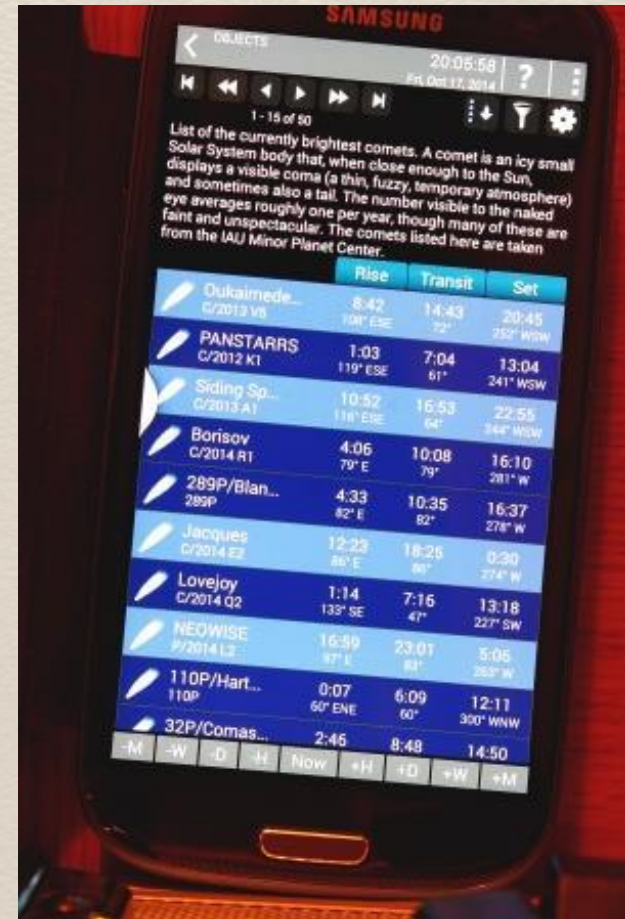 SAMSUNG
OBJECTS
20:05:58
Fri, Oct 17, 2014
?
1 - 15 of 50
List of the currently brightest comets. A comet is an icy small
Solar System body that, when close enough to the Sun,
displays a visible coma (a thin, fuzzy, temporary atmosphere)
and sometimes also a tail. The number visible to the naked
eye averages roughly one per year, though many of these are
faint and unspectacular. The comets listed here are taken
from the IAU Minor Planet Center.
Rise Transit Set
Oukaimede... 8:42 14:43 20:45
C/2013 V5 108° ESE 72° 252° WSW
PANSTARRS 1:03 7:04 13:04
C/2012 K1 119° ESE 61° 241° WSW
Siding Sp... 10:52 16:53 22:55
C/2013 A1 116° ESE 64° 244° WSW
Borisov 4:06 10:08 16:10
C/2014 R1 79° E 79° 281° W
289P/Blan... 4:33 10:35 16:37
289P 82° E 82° 278° W
Jacques 12:23 18:25 0:30
C/2014 E2 86° E 86° 274° W
Lovejoy 1:14 7:16 13:18
C/2014 Q2 133° SE 47° 227° SW
NEOWISE 16:59 23:01 5:06
P/2014 L2 97° E 83° 263° W
110P/Hart... 0:07 6:09 12:11
110P 60° ENE 60° 300° WNW
32P/Comas... 2:46 8:48 14:50
-M -W -D -H Now +H +D +W +M